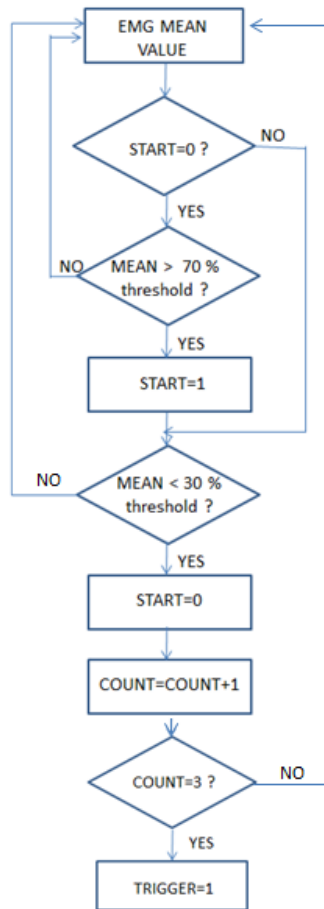 EMG MEAN
VALUE
START=0 ?
NO
YES
NO
MEAN > 70 %
threshold ?
YES
START=1
NO
MEAN < 30 %
threshold ?
YES
START=0
COUNT=COUNT+1
COUNT=3 ?
NO
YES
TRIGGER=1